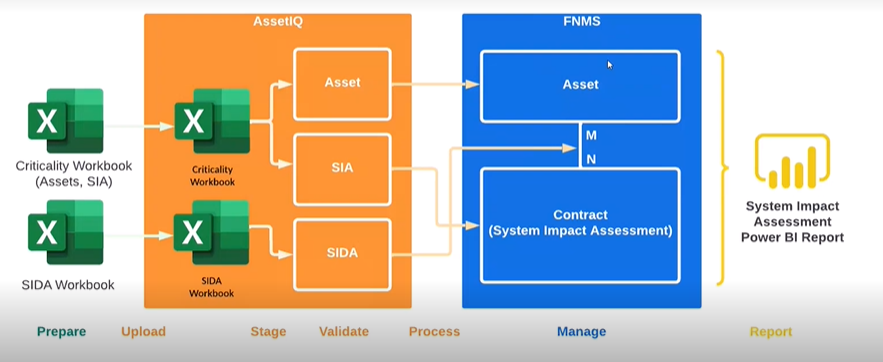 AssetIQ
FNMS
Asset
Asset
X
X
Criticality Workbook
(Assets, SIA)
Criticality
Workbook
SIA
M
N
Contract
(System Impact Assessment)
System Impact
Assessment
Power BI Report
X
X
SIDA Workbook
SIDA
Workbook
SIDA
Prepare
Upload
Stage
Validate
Process
Manage
Report